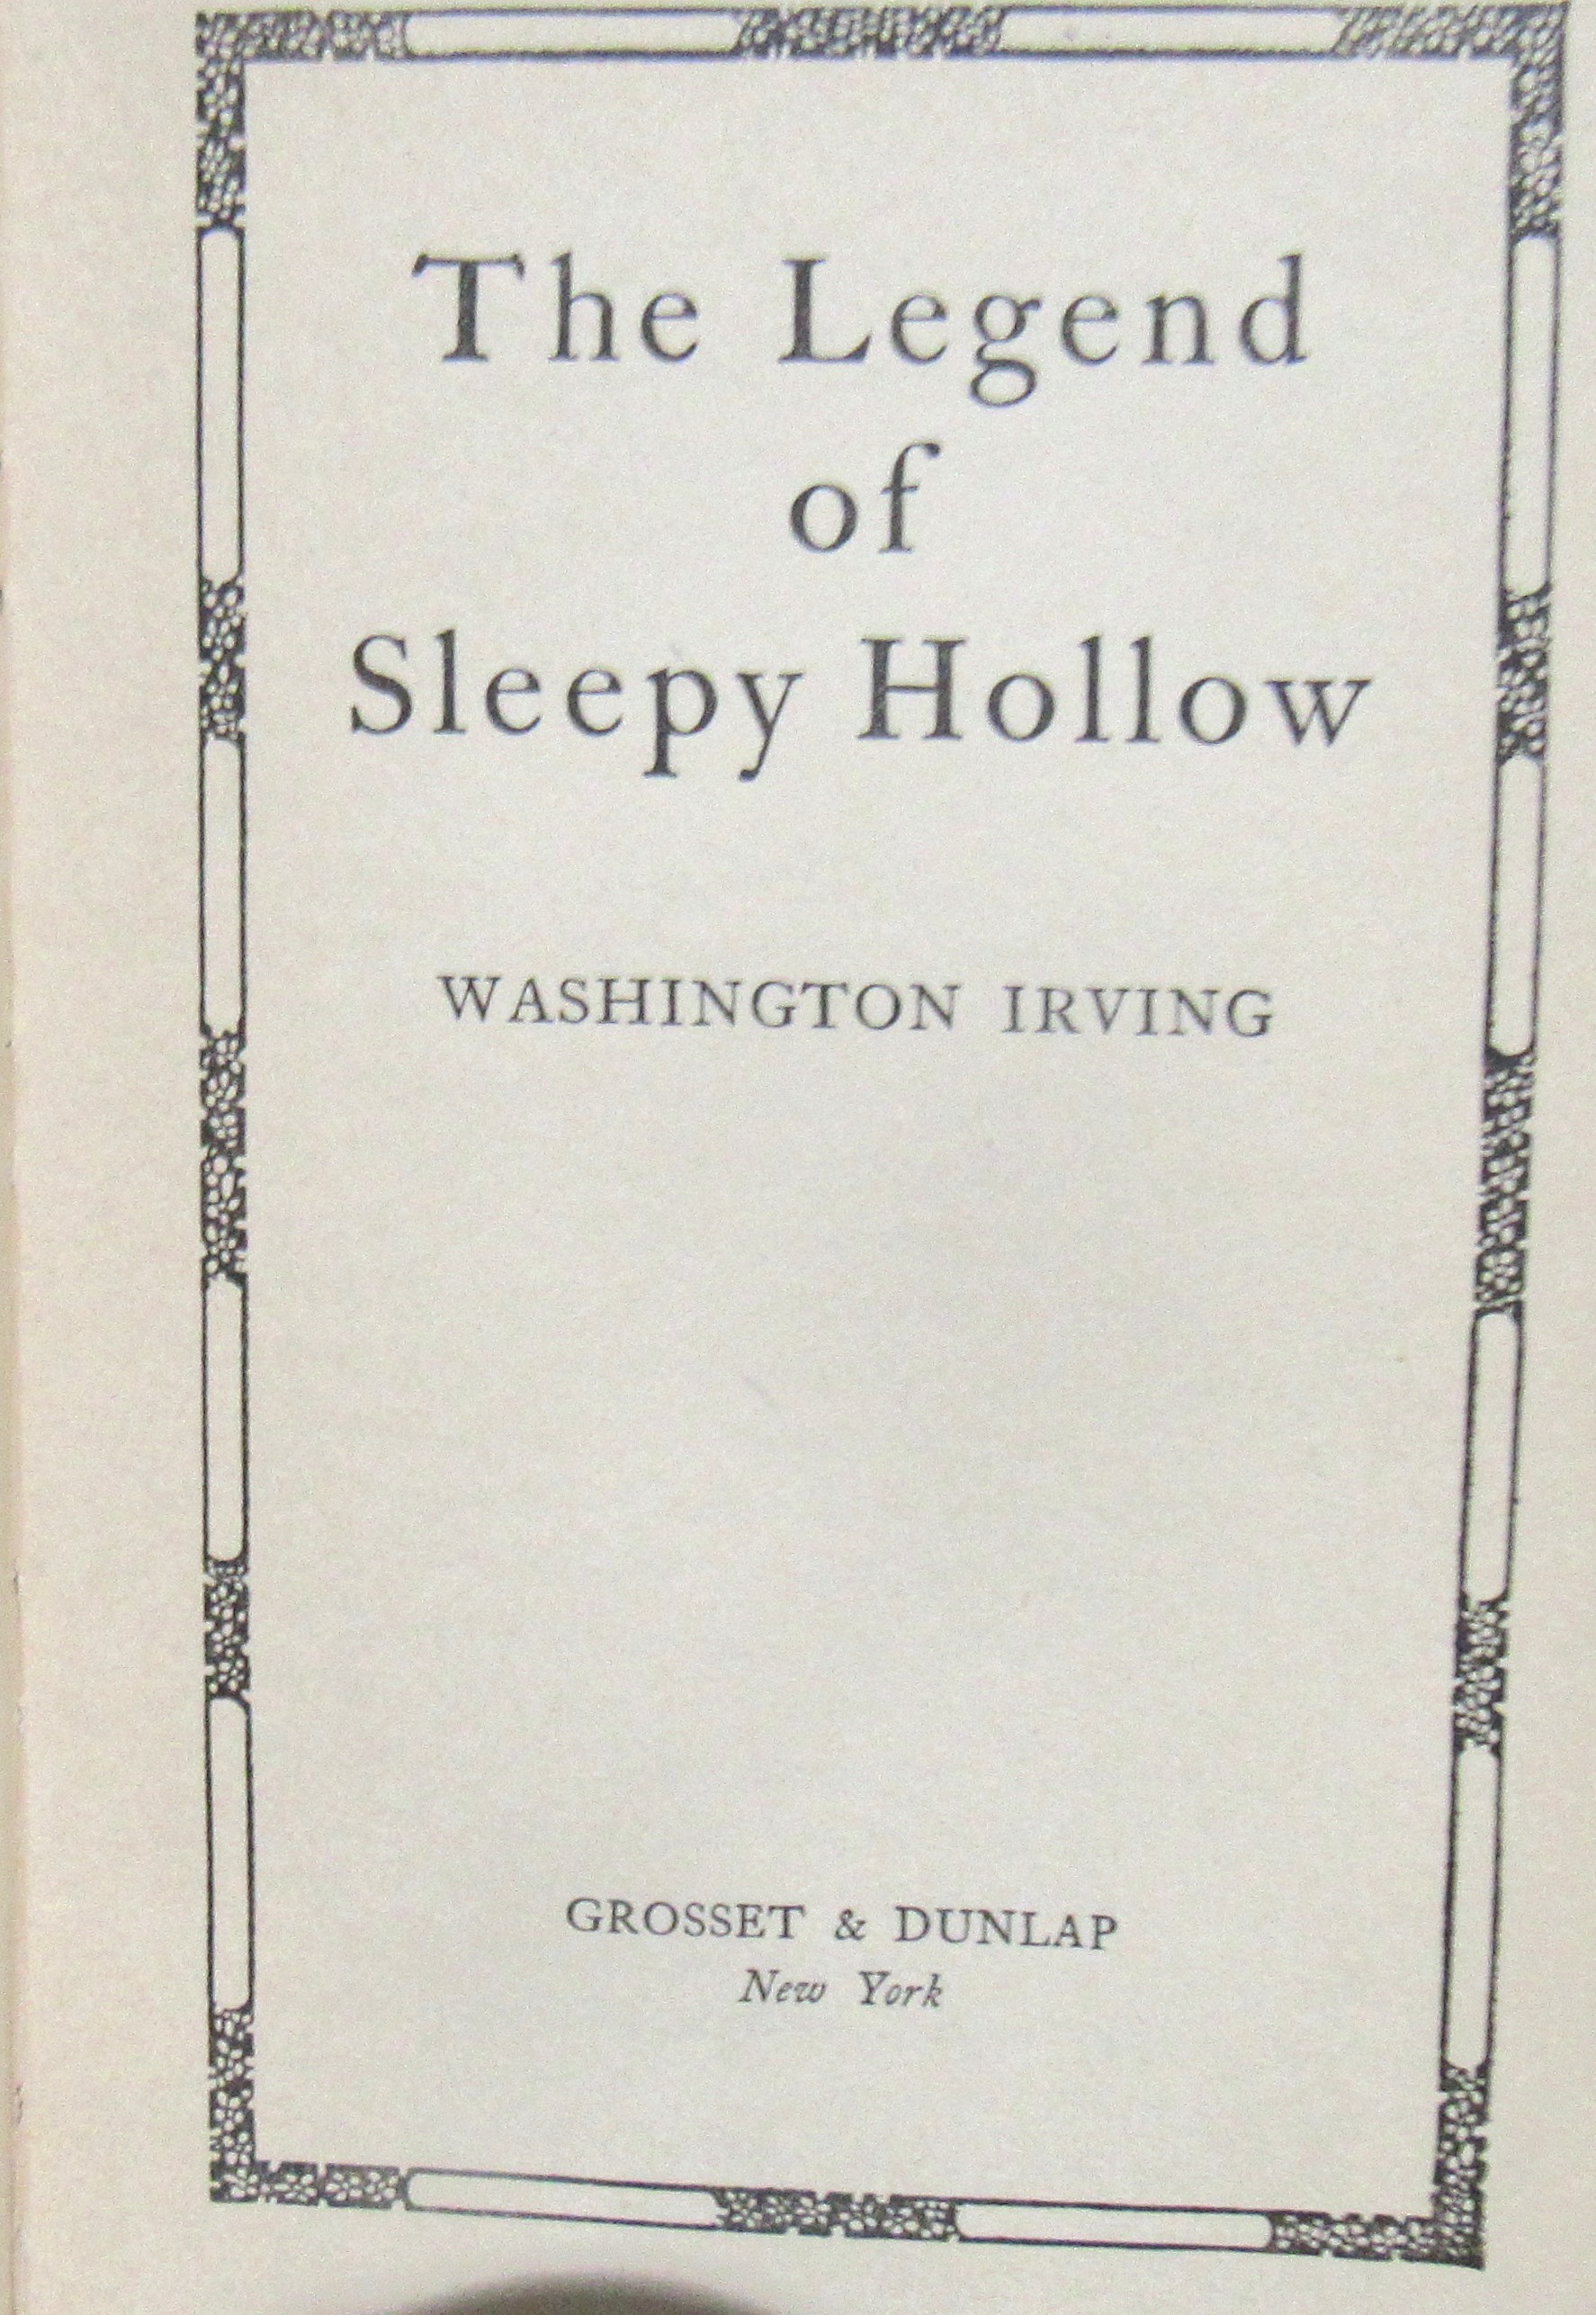 The Legend
of
Sleepy Hollow
WASHINGTON IRVING
GROSSET & DUNLAP
New York